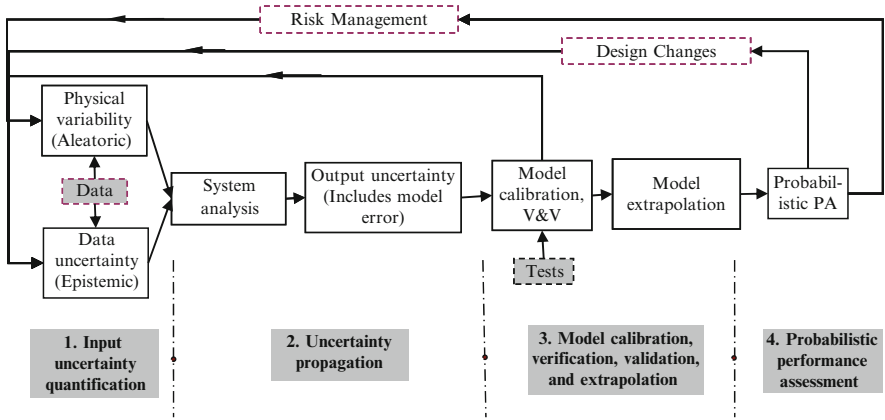 Risk Management
Design Changes
Physical
variability
(Aleatoric)
Data
Data
uncertainty
(Epistemic)
System
analysis
Output uncertainty
(Includes model
error)
Model
calibration,
V&V
Tests
Model
extrapolation
Probabil-
istic PA
1. Input
uncertainty
quantification
2. Uncertainty
propagation
3. Model calibration,
verification, validation,
and extrapolation
4. Probabilistic
performance
assessment